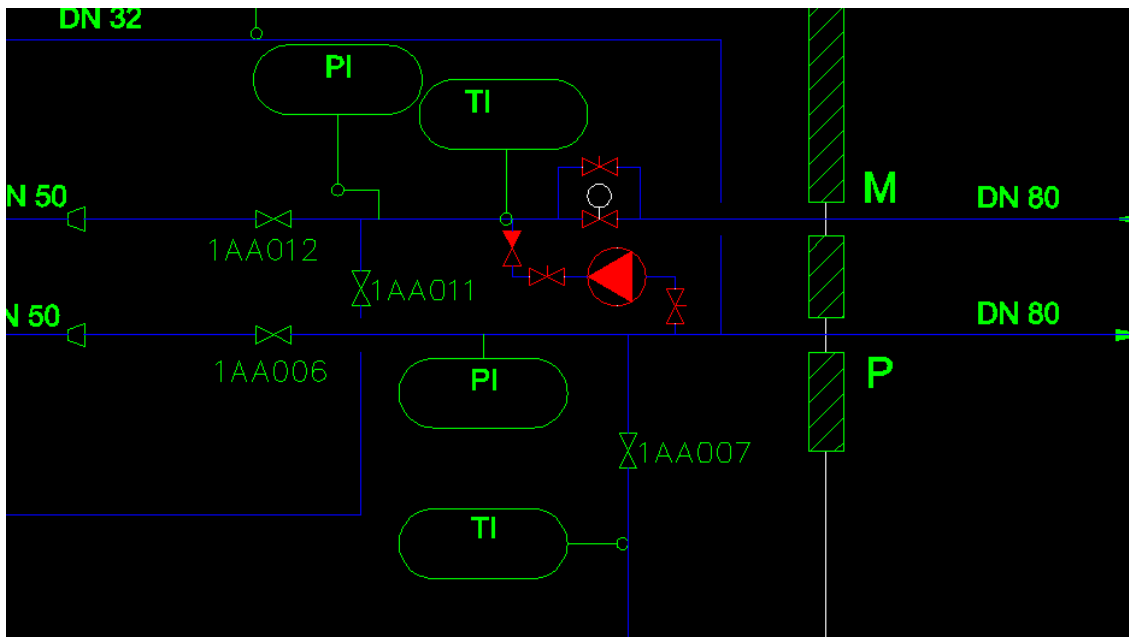 DN 32
PI
TI
N 50
M
DN 80
1AA012
1AA011
N 50
DN 80
1AA006
PI
P
1AA007
TI